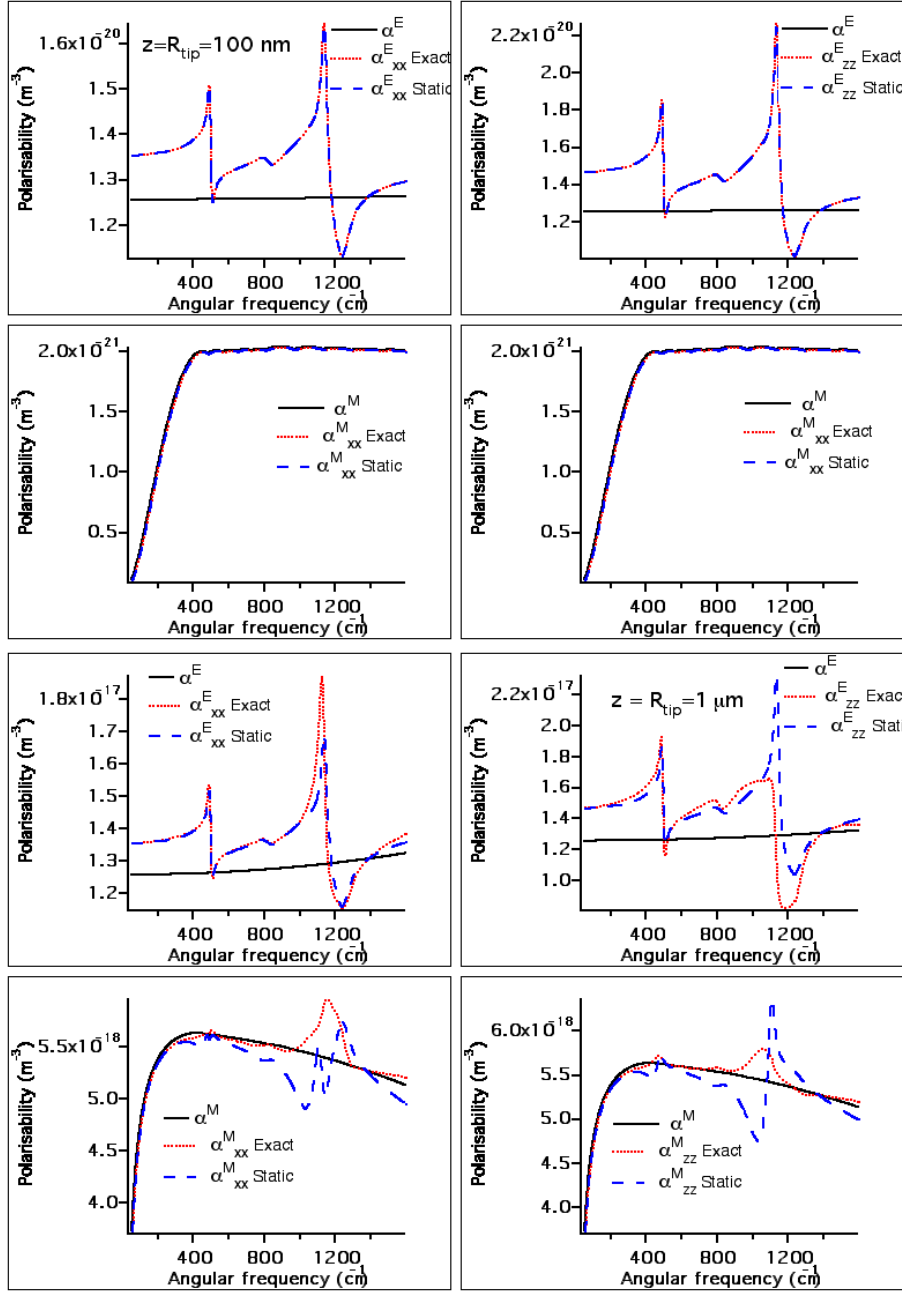 Polarisability (m⁻³)
1.6x10⁻²⁰
1.5
1.4
1.3
1.2
z=R_tip=100 nm
α^E
α^E_xx Exact
α^E_xx Static
400 800 1200
Angular frequency (cm⁻¹)
Polarisability (m⁻³)
2.2x10⁻²⁰
2.0
1.8
1.6
1.4
1.2
α^E
α^E_zz Exact
α^E_zz Static
400 800 1200
Angular frequency (cm⁻¹)
Polarisability (m⁻³)
2.0x10⁻²¹
1.5
1.0
0.5
α^M
α^M_xx Exact
α^M_xx Static
400 800 1200
Angular frequency (cm⁻¹)
Polarisability (m⁻³)
2.0x10⁻²¹
1.5
1.0
0.5
α^M
α^M_xx Exact
α^M_xx Static
400 800 1200
Angular frequency (cm⁻¹)
Polarisability (m⁻³)
1.8x10⁻¹⁷
1.7
1.6
1.5
1.4
1.3
1.2
α^E
α^E_xx Exact
α^E_xx Static
400 800 1200
Angular frequency (cm⁻¹)
Polarisability (m⁻³)
2.2x10⁻¹⁷
2.0
1.8
1.6
1.4
1.2
1.0
z = R_tip=1 μm
α^E
α^E_zz Exact
α^E_zz Static
400 800 1200
Angular frequency (cm⁻¹)
Polarisability (m⁻³)
5.5x10⁻¹⁸
5.0
4.5
4.0
α^M
α^M_xx Exact
α^M_xx Static
400 800 1200
Angular frequency (cm⁻¹)
Polarisability (m⁻³)
6.0x10⁻¹⁸
5.5
5.0
4.5
4.0
α^M
α^M_zz Exact
α^M_zz Static
400 800 1200
Angular frequency (cm⁻¹)